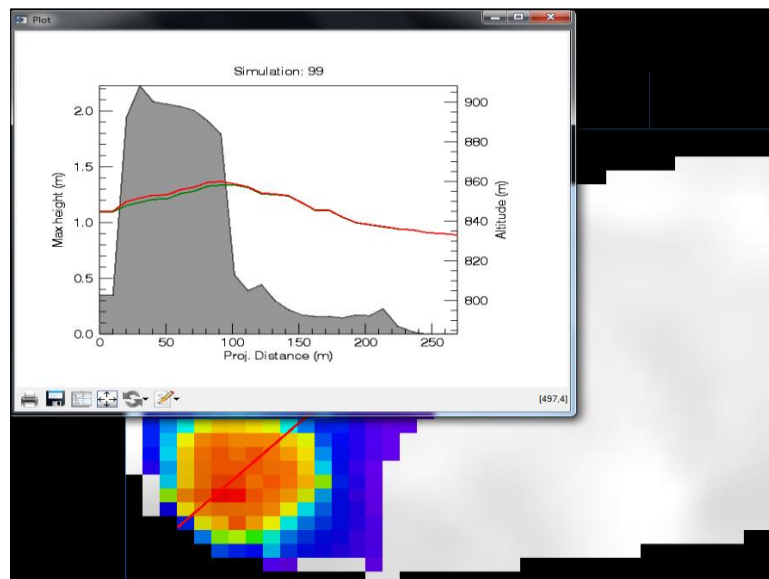 Plot
Simulation: 99
2.0
1.5
1.0
0.5
0.0
Max height (m)
900
880
860
840
820
800
Altitude (m)
0 50 100 150 200 250
Proj. Distance (m)
[497,4]